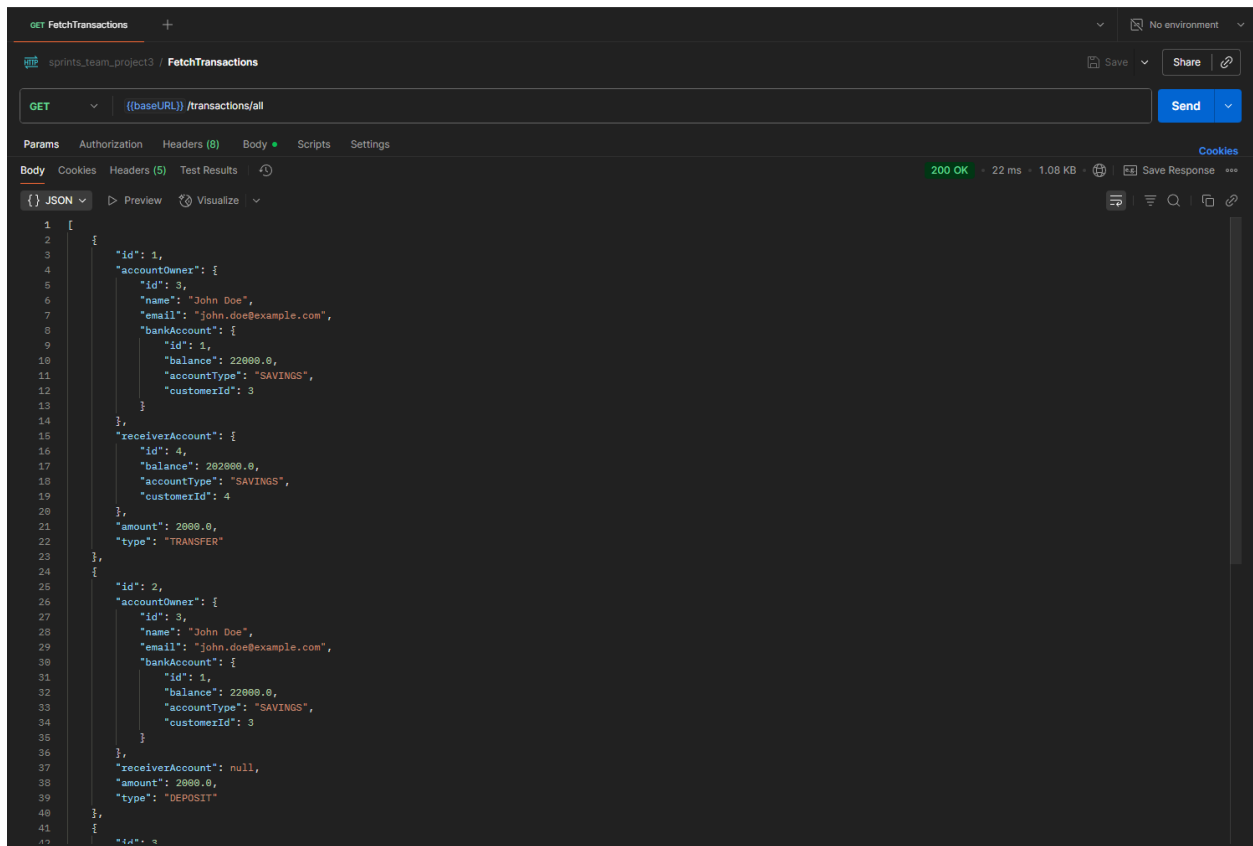 GET FetchTransactions
No environment
HTTP sprints_team_project3 / FetchTransactions Save Share
GET {{baseURL}} /transactions/all Send
Params Authorization Headers (8) Body Scripts Settings Cookies
Body Cookies Headers (5) Test Results 200 OK 22 ms 1.08 KB e.g. Save Response
{} JSON Preview Visualize
1 [
2 {
3 "id": 1,
4 "accountOwner": {
5 "id": 3,
6 "name": "John Doe",
7 "email": "john.doe@example.com",
8 "bankAccount": {
9 "id": 1,
10 "balance": 22000.0,
11 "accountType": "SAVINGS",
12 "customerId": 3
13 }
14 },
15 "receiverAccount": {
16 "id": 4,
17 "balance": 202000.0,
18 "accountType": "SAVINGS",
19 "customerId": 4
20 },
21 "amount": 2000.0,
22 "type": "TRANSFER"
23 },
24 {
25 "id": 2,
26 "accountOwner": {
27 "id": 3,
28 "name": "John Doe",
29 "email": "john.doe@example.com",
30 "bankAccount": {
31 "id": 1,
32 "balance": 22000.0,
33 "accountType": "SAVINGS",
34 "customerId": 3
35 }
36 },
37 "receiverAccount": null,
38 "amount": 2000.0,
39 "type": "DEPOSIT"
40 },
41 {
42 "id": 3